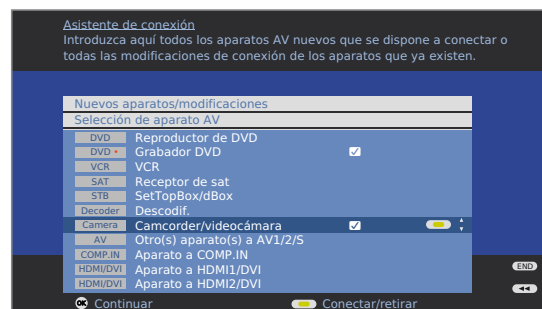 Asistente de conexión
Introduzca aquí todos los aparatos AV nuevos que se dispone a conectar o
todas las modificaciones de conexión de los aparatos que ya existen.
Nuevos aparatos/modificaciones
Selección de aparato AV
DVD Reproductor de DVD
DVD Grabador DVD
VCR VCR
SAT Receptor de sat
STB SetTopBox/dBox
Decoder Descodif.
Camera Camcorder/videocámara
AV Otro(s) aparato(s) a AV1/2/S
COMP.IN Aparato a COMP.IN
HDMI/DVI Aparato a HDMI1/DVI
HDMI/DVI Aparato a HDMI2/DVI
END
OK Continuar Conectar/retirar